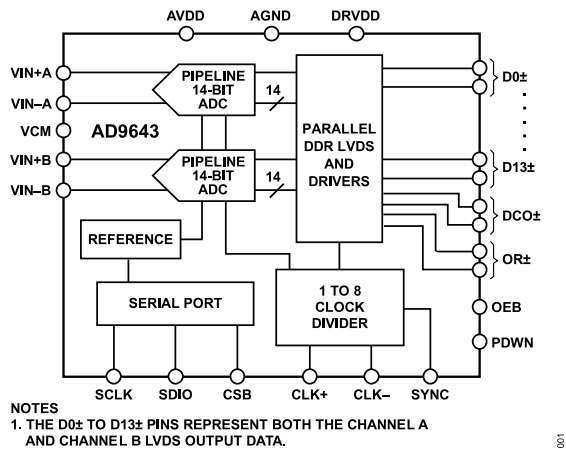 AVDD
AGND
DRVDD
VIN+A
VIN–A
VCM
VIN+B
VIN–B
AD9643
PIPELINE
14-BIT
ADC
14
PIPELINE
14-BIT
ADC
14
PARALLEL
DDR LVDS
AND
DRIVERS
D0±
D13±
DCO±
OR±
OEB
PDWN
REFERENCE
SERIAL PORT
1 TO 8
CLOCK
DIVIDER
SCLK
SDIO
CSB
CLK+
CLK–
SYNC
NOTES
1. THE D0± TO D13± PINS REPRESENT BOTH THE CHANNEL A
AND CHANNEL B LVDS OUTPUT DATA.
001